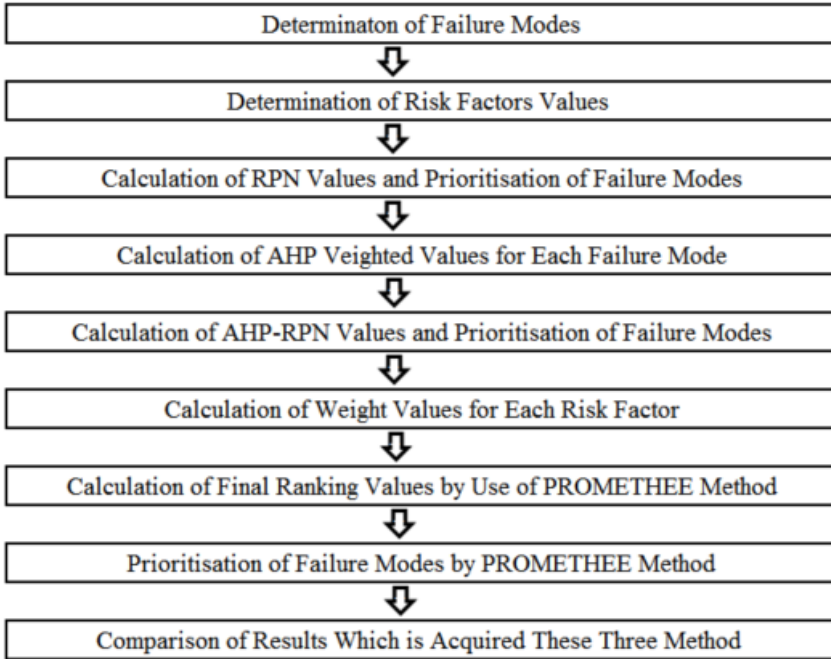 Determinaton of Failure Modes
Determination of Risk Factors Values
Calculation of RPN Values and Prioritisation of Failure Modes
Calculation of AHP Weighted Values for Each Failure Mode
Calculation of AHP-RPN Values and Prioritisation of Failure Modes
Calculation of Weight Values for Each Risk Factor
Calculation of Final Ranking Values by Use of PROMETHEE Method
Prioritisation of Failure Modes by PROMETHEE Method
Comparison of Results Which is Acquired These Three Method